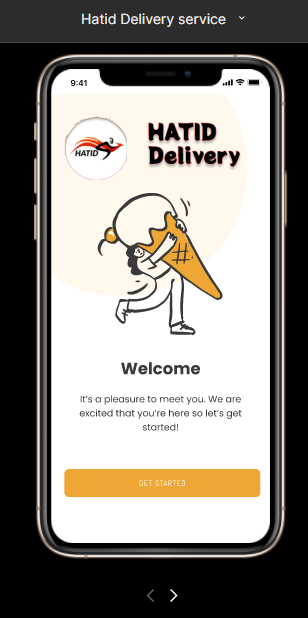 Hatid Delivery service
9:41
HATID
HATID
Delivery
Welcome
It's a pleasure to meet you. We are
excited that you're here so let's get
started!
GET STARTED